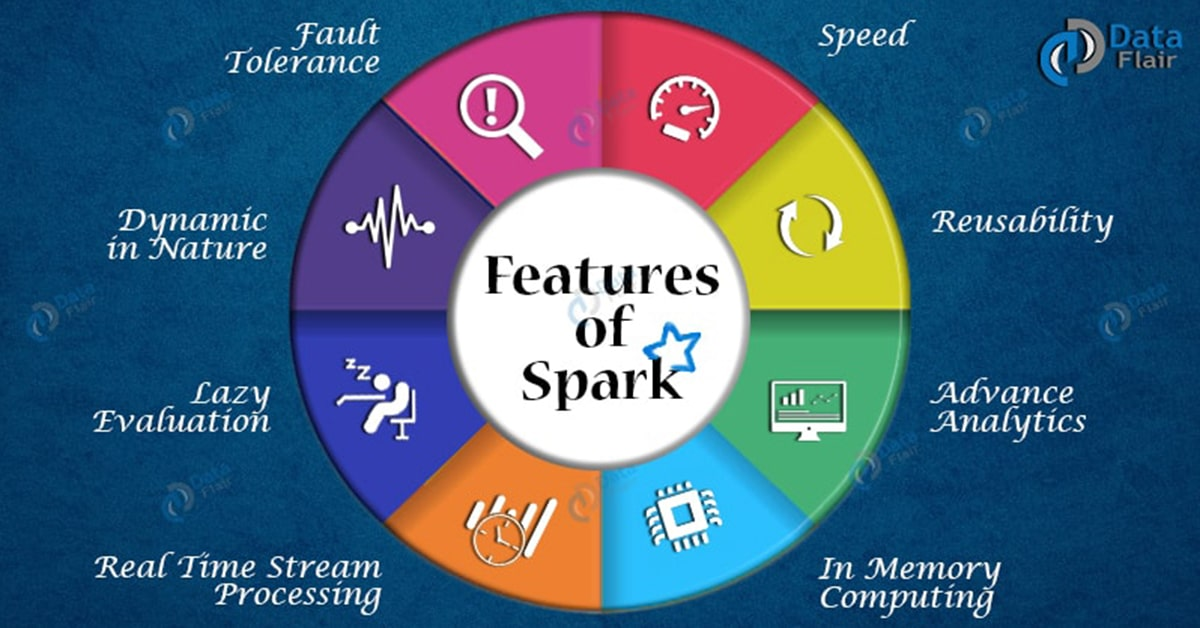 Fault
Tolerance
Speed
Data
Flair
Dynamic
in Nature
Reusability
Features
of
Spark
Lazy
Evaluation
Advance
Analytics
Real Time Stream
Processing
In Memory
Computing